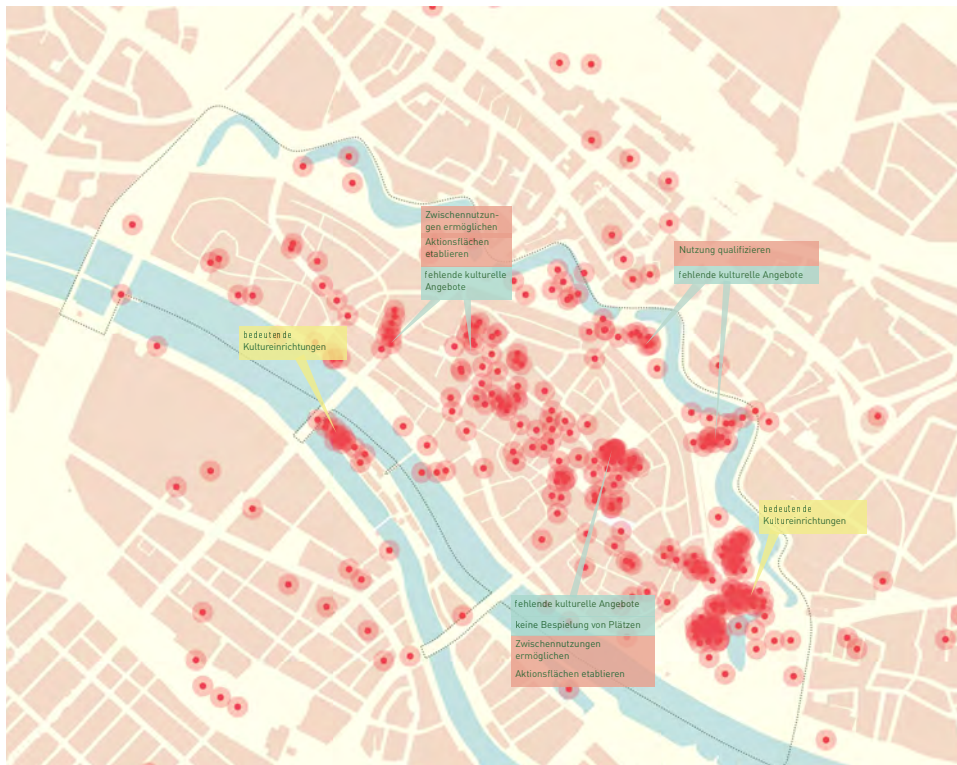 Zwischennutzun-
gen ermöglichen
Aktionsflächen
etablieren
fehlende kulturelle
Angebote
Nutzung qualifizieren
fehlende kulturelle Angebote
bedeutende
Kultureinrichtungen
bedeutende
Kultureinrichtungen
fehlende kulturelle Angebote
keine Bespielung von Plätzen
Zwischennutzungen
ermöglichen
Aktionsflächen etablieren